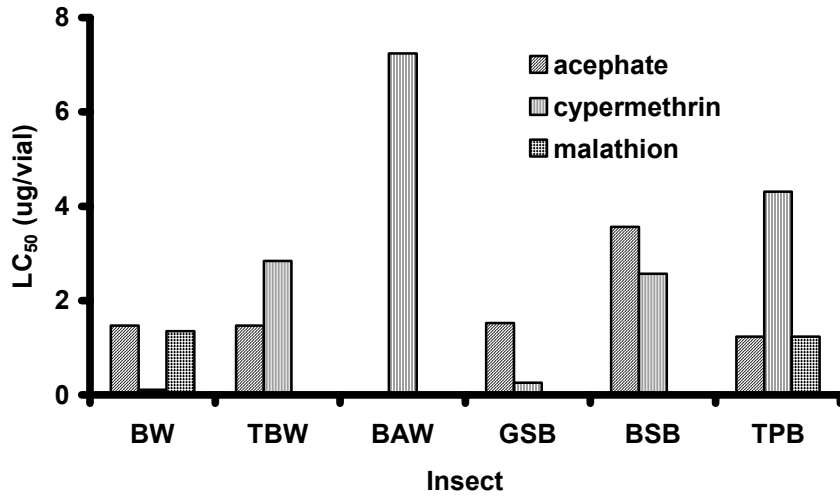 8
6
4
2
0
LC50 (ug/vial)
acephate
cypermethrin
malathion
BW TBW BAW GSB BSB TPB
Insect